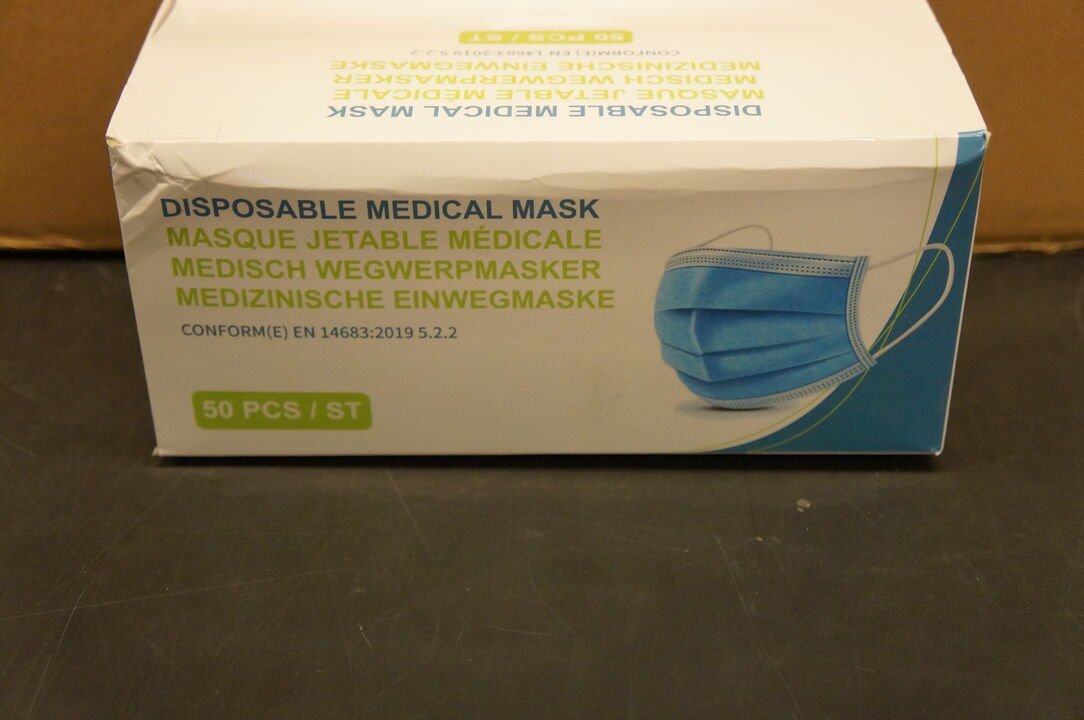 50 PCS / ST
CONFORM(E) EN 14683:2019 5.2.2
MEDIZINISCHE EINWEGMASKE
MEDISCH WEGWERPMASKER
MASQUE JETABLE MÉDICALE
DISPOSABLE MEDICAL MASK
DISPOSABLE MEDICAL MASK
MASQUE JETABLE MÉDICALE
MEDISCH WEGWERPMASKER
MEDIZINISCHE EINWEGMASKE
CONFORM(E) EN 14683:2019 5.2.2
50 PCS / ST